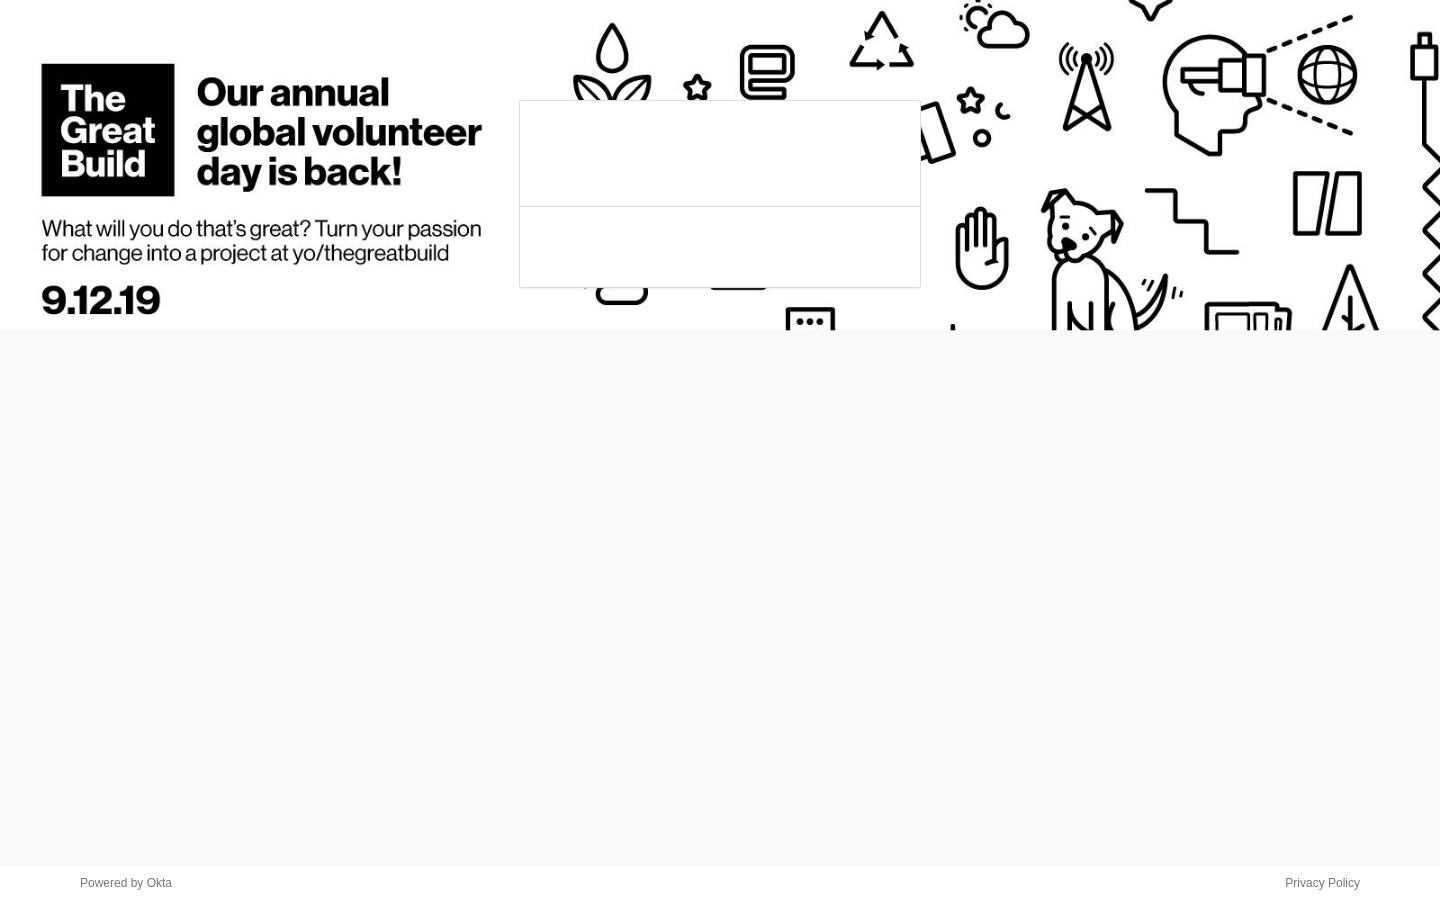 The
Great
Build
Our annual
global volunteer
day is back!
What will you do that's great? Turn your passion
for change into a project at yo/thegreatbuild
9.12.19
Powered by Okta
Privacy Policy